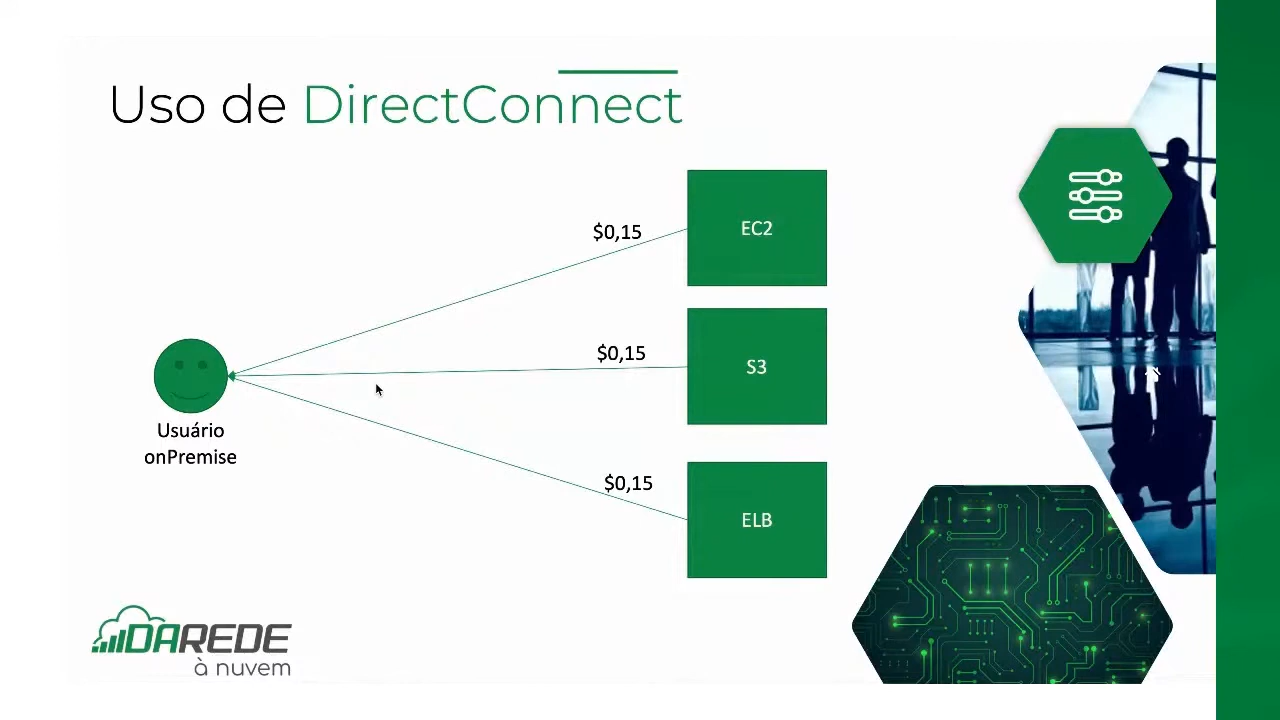 Uso de DirectConnect
$0,15
EC2
$0,15
S3
Usuário
onPremise
$0,15
ELB
DAREDE
à nuvem